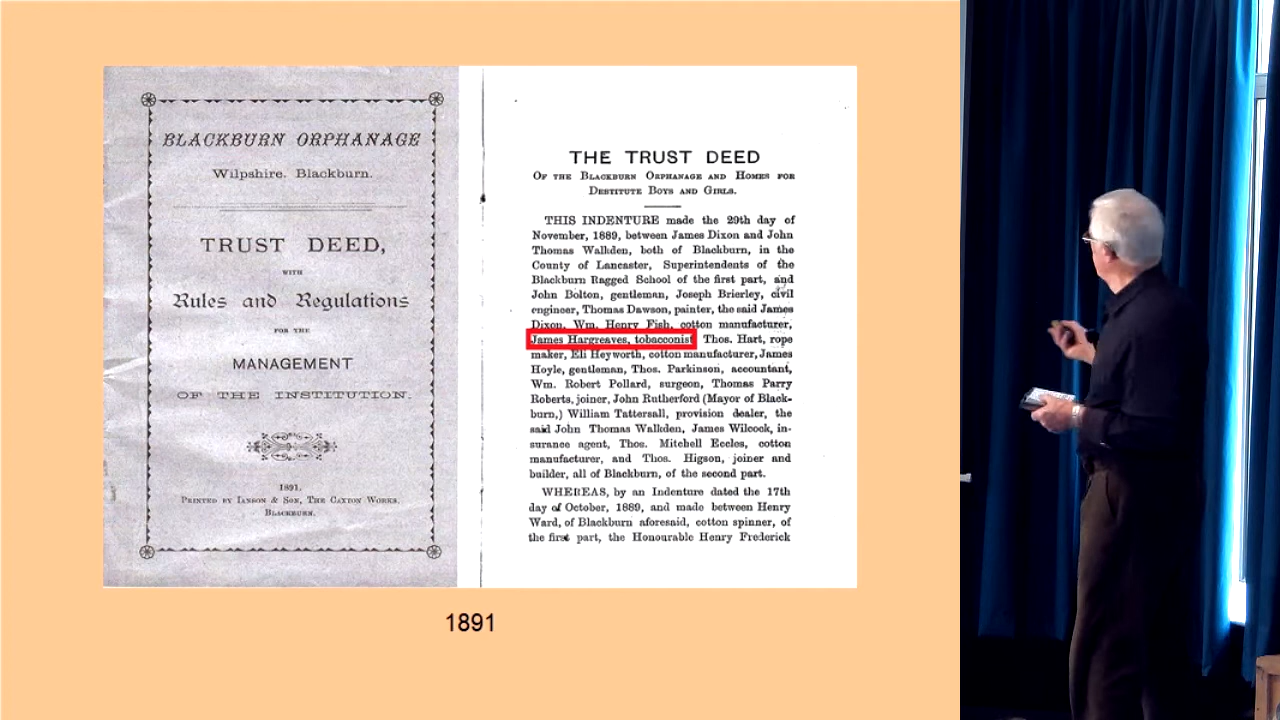 BLACKBURN ORPHANAGE
Wilpshire. Blackburn.
TRUST DEED,
WITH
Rules and Regulations
FOR THE
MANAGEMENT
OF THE INSTITUTION.
1891.
PRINTED BY IANSON & SON, THE CAXTON WORKS,
BLACKBURN.
THE TRUST DEED
OF THE BLACKBURN ORPHANAGE AND HOMES FOR
DESTITUTE BOYS AND GIRLS.
THIS INDENTURE made the 29th day of
November, 1889, between James Dixon and John
Thomas Walkden, both of Blackburn, in the
County of Lancaster, Superintendents of the
Blackburn Ragged School of the first part, and
John Bolton, gentleman, Joseph Brierley, civil
engineer, Thomas Dawson, painter, the said James
Dixon, Wm. Henry Fish, cotton manufacturer,
James Hargreaves, tobacconist, Thos. Hart, rope
maker, Eli Heyworth, cotton manufacturer, James
Hoyle, gentleman, Thos. Parkinson, accountant,
Wm. Robert Pollard, surgeon, Thomas Parry
Roberts, joiner, John Rutherford (Mayor of Black-
burn,) William Tattersall, provision dealer, the
said John Thomas Walkden, James Wilcock, in-
surance agent, Thos. Mitchell Eccles, cotton
manufacturer, and Thos. Higson, joiner and
builder, all of Blackburn, of the second part.
WHEREAS, by an Indenture dated the 17th
day of October, 1889, and made between Henry
Ward, of Blackburn aforesaid, cotton spinner, of
the first part, the Honourable Henry Frederick
1891